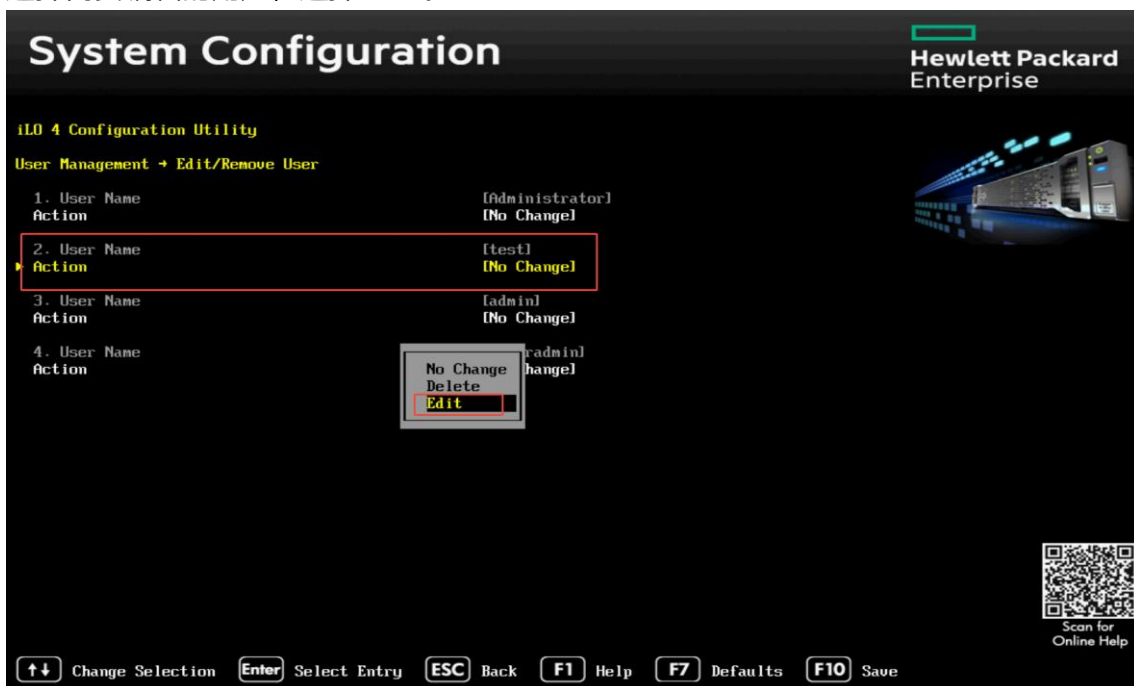 System Configuration
Hewlett Packard
Enterprise
iLO 4 Configuration Utility
User Management → Edit/Remove User
1. User Name [Administrator]
Action [No Change]
2. User Name [test]
Action [No Change]
3. User Name [admin]
Action [No Change]
4. User Name radmin]
Action hange]
No Change
Delete
Edit
Scan for
Online Help
↑↓ Change Selection Enter Select Entry ESC Back F1 Help F7 Defaults F10 Save